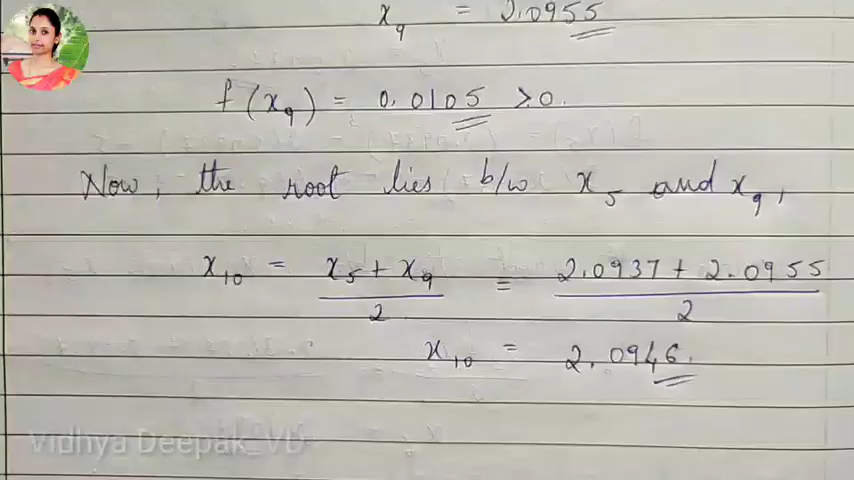 x₉ = 2.0955
f(x₉) = 0.0105 >0.
Now, the root lies b/w x₅ and x₉,
x₁₀ = x₅ + x₉ / 2 = 2.0937 + 2.0955 / 2
x₁₀ = 2.0946.
Vidhya Deepak_VD